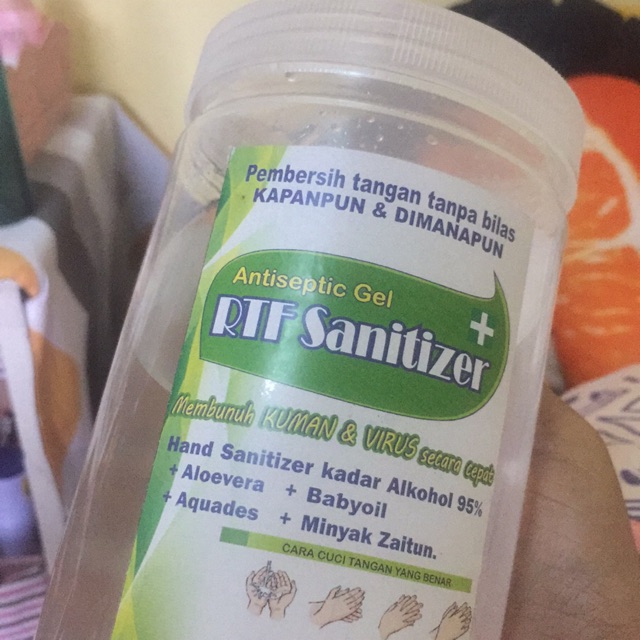 Pembersih tangan tanpa bilas
KAPANPUN & DIMANAPUN
Antiseptic Gel
RTF Sanitizer
Membunuh KUMAN & VIRUS secara cepat
Hand Sanitizer kadar Alkohol 95%
+ Aloevera + Babyoil
+ Aquades + Minyak Zaitun.
CARA CUCI TANGAN YANG BENAR